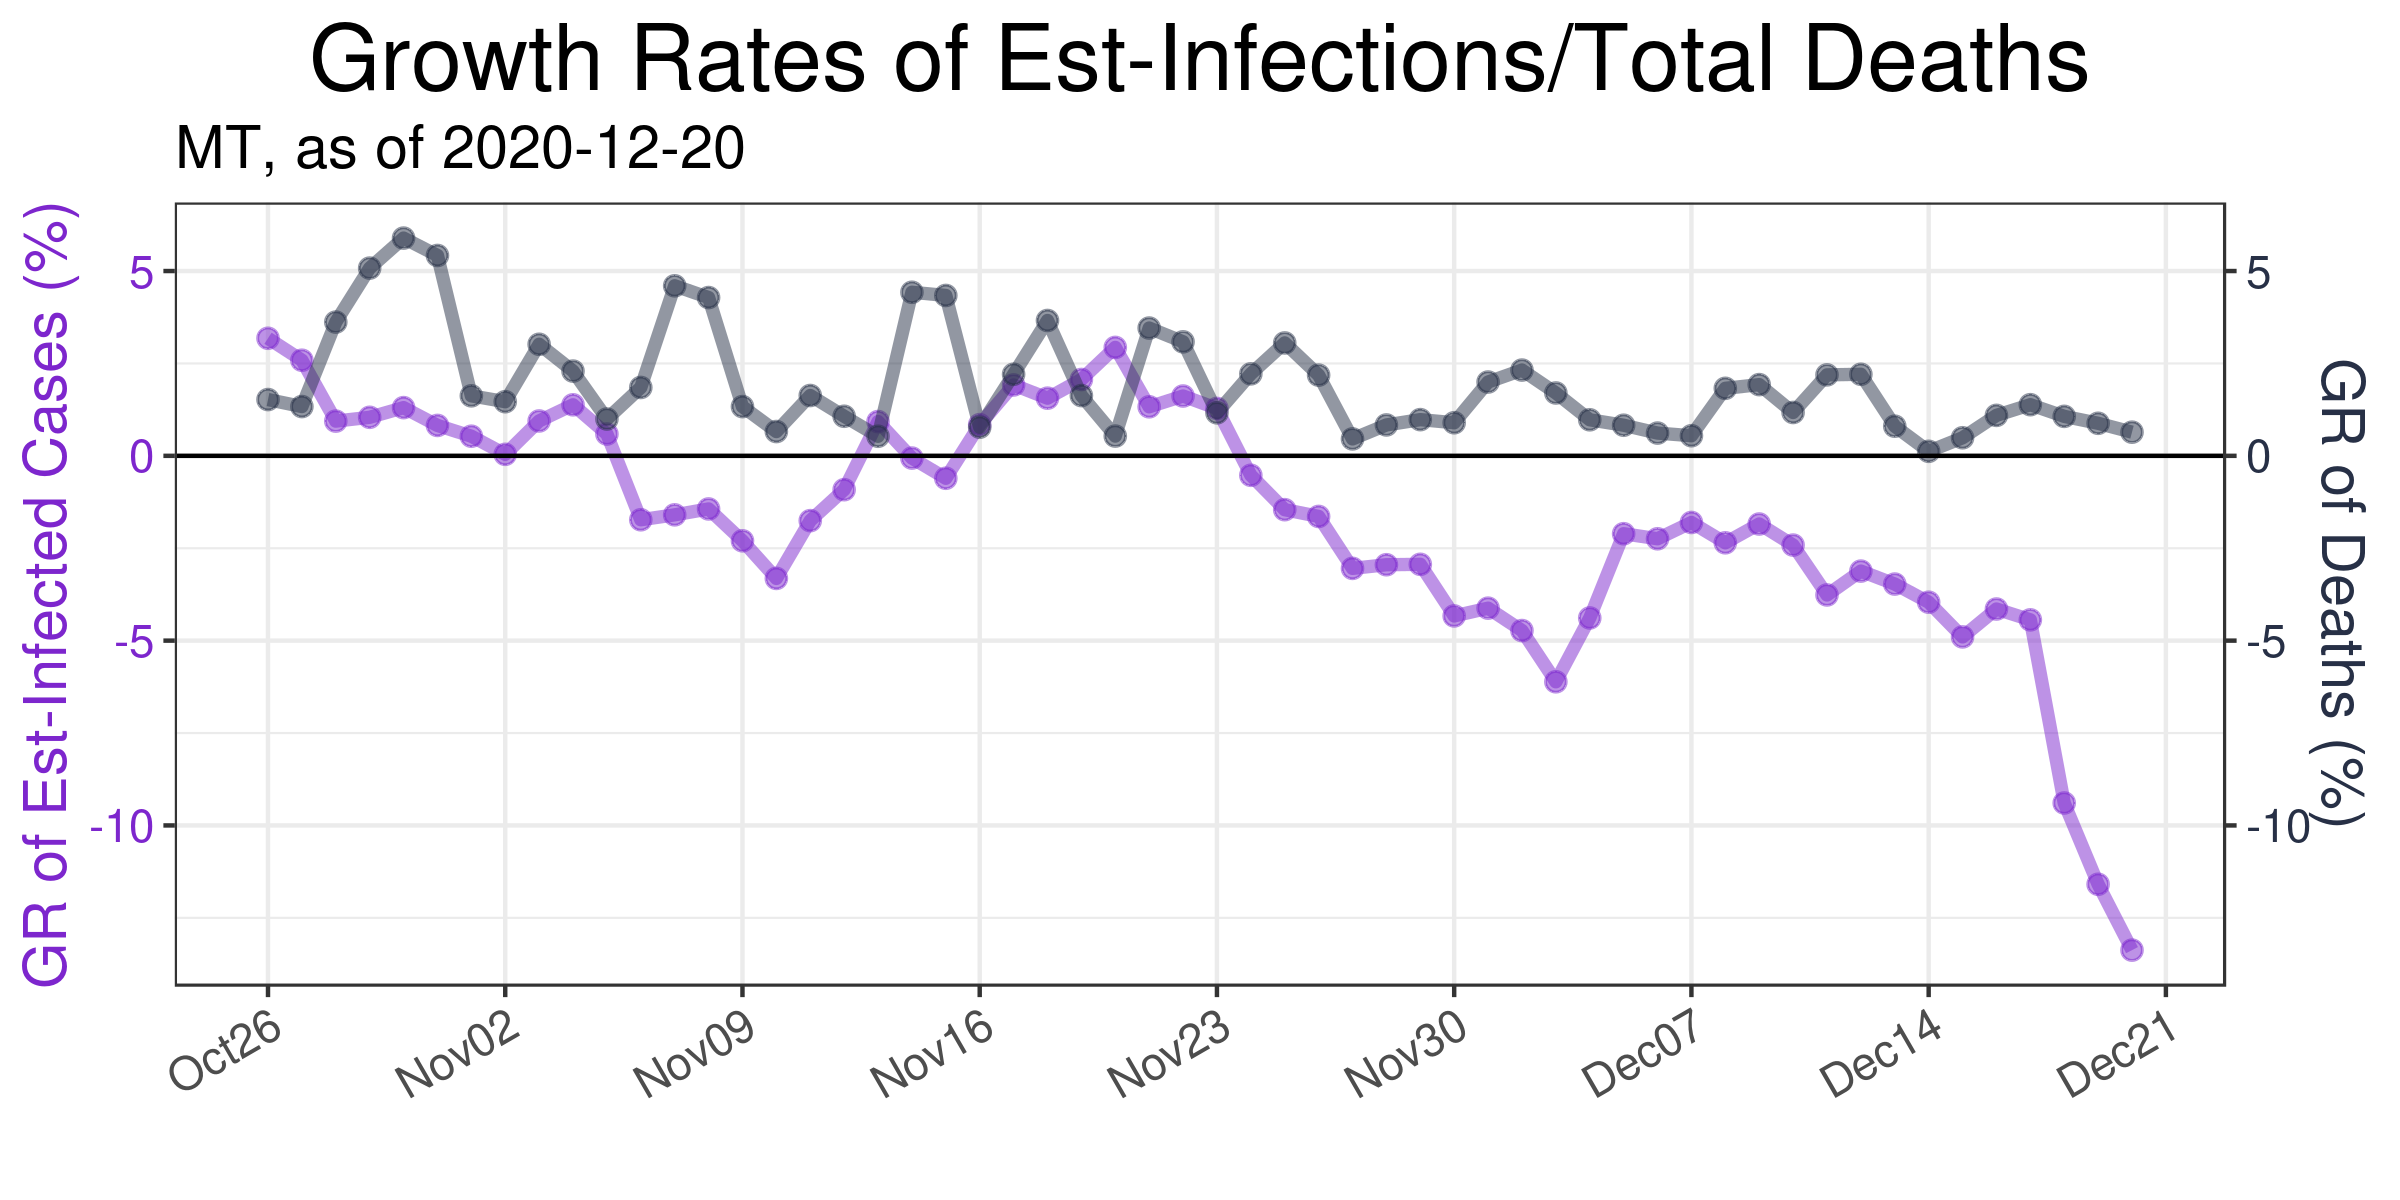 Growth Rates of Est-Infections/Total Deaths
MT, as of 2020-12-20
GR of Est-Infected Cases (%)
5
0
-5
-10
5
0
-5
-10
GR of Deaths (%)
Oct26
Nov02
Nov09
Nov16
Nov23
Nov30
Dec07
Dec14
Dec21